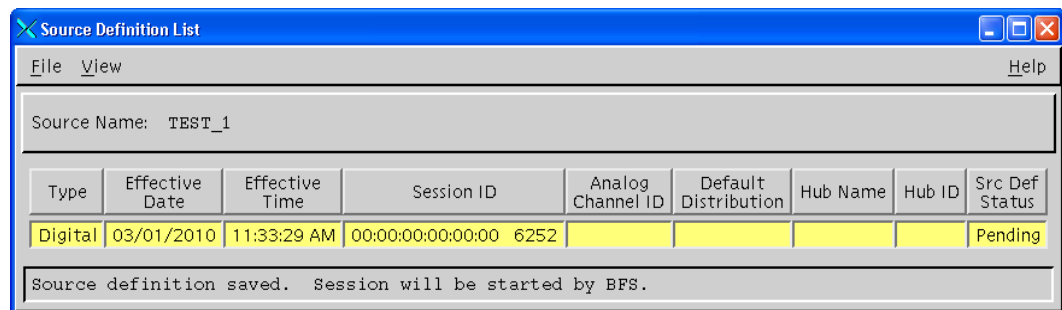 Source Definition List
File View Help
Source Name: TEST_1
Type Effective Date Effective Time Session ID Analog Channel ID Default Distribution Hub Name Hub ID Src Def Status
Digital 03/01/2010 11:33:29 AM 00:00:00:00:00:00 6252 Pending
Source definition saved. Session will be started by BFS.